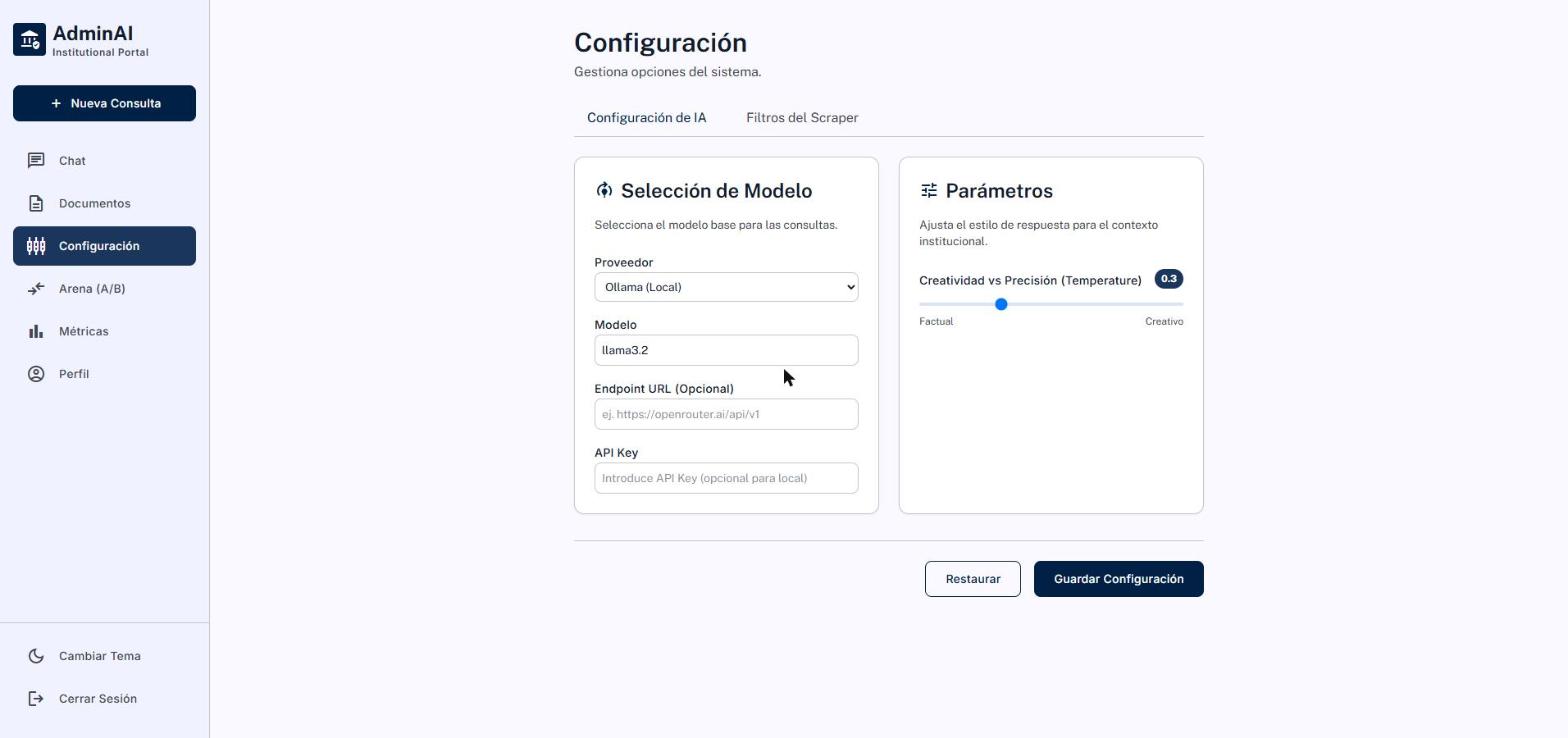 AdminAI
Institutional Portal
+ Nueva Consulta
Chat
Documentos
Configuración
Arena (A/B)
Métricas
Perfil
Cambiar Tema
Cerrar Sesión
Configuración
Gestiona opciones del sistema.
Configuración de IA
Filtros del Scraper
Selección de Modelo
Selecciona el modelo base para las consultas.
Proveedor
Ollama (Local)
Modelo
llama3.2
Endpoint URL (Opcional)
ej. https://openrouter.ai/api/v1
API Key
Introduce API Key (opcional para local)
Parámetros
Ajusta el estilo de respuesta para el contexto
institucional.
Creatividad vs Precisión (Temperature) 0.3
Factual
Creativo
Restaurar
Guardar Configuración